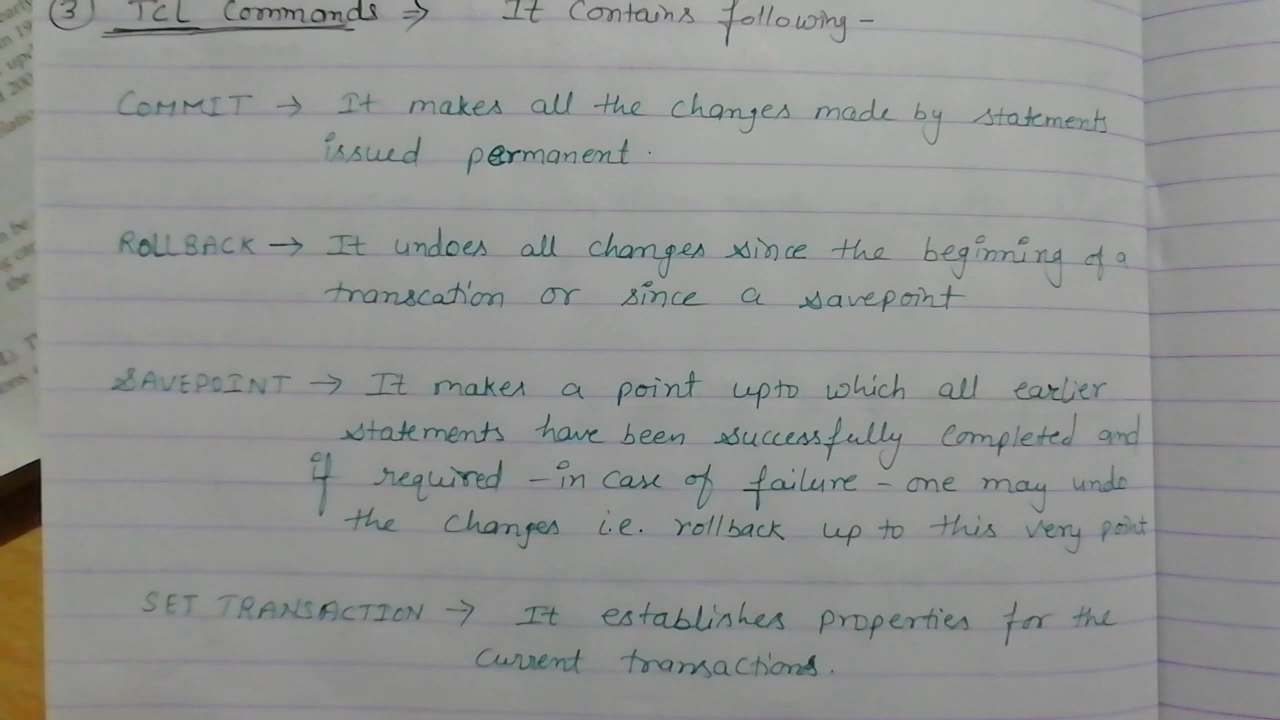 ③ TCL Commands ⇒ It Contains following -
COMMIT → It makes all the changes made by statements
issued permanent.
ROLLBACK → It undoes all changes since the beginning of a
transcation or since a savepoint
SAVEPOINT → It makes a point upto which all earlier
statements have been successfully completed and
if required - in case of failure - one may undo
the changes i.e. rollback up to this very point
SET TRANSACTION → It establishes properties for the
current transactions.